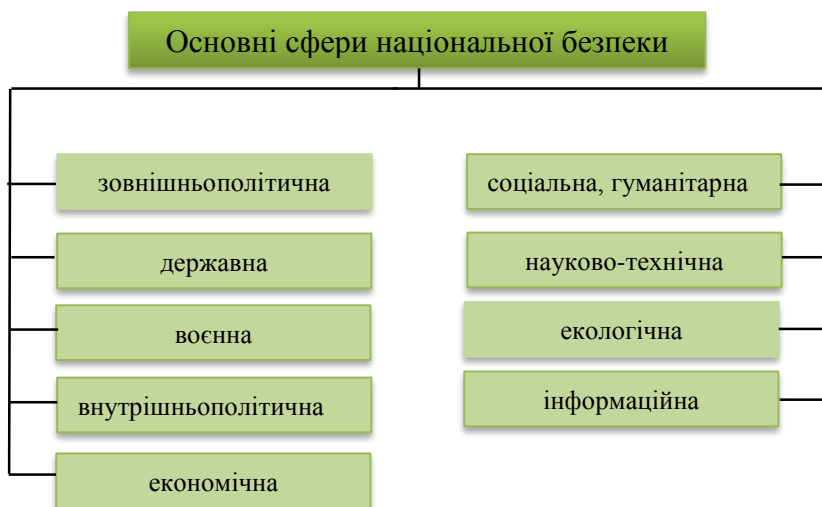 Основні сфери національної безпеки
зовнішньополітична
державна
воєнна
внутрішньополітична
економічна
соціальна, гуманітарна
науково-технічна
екологічна
інформаційна